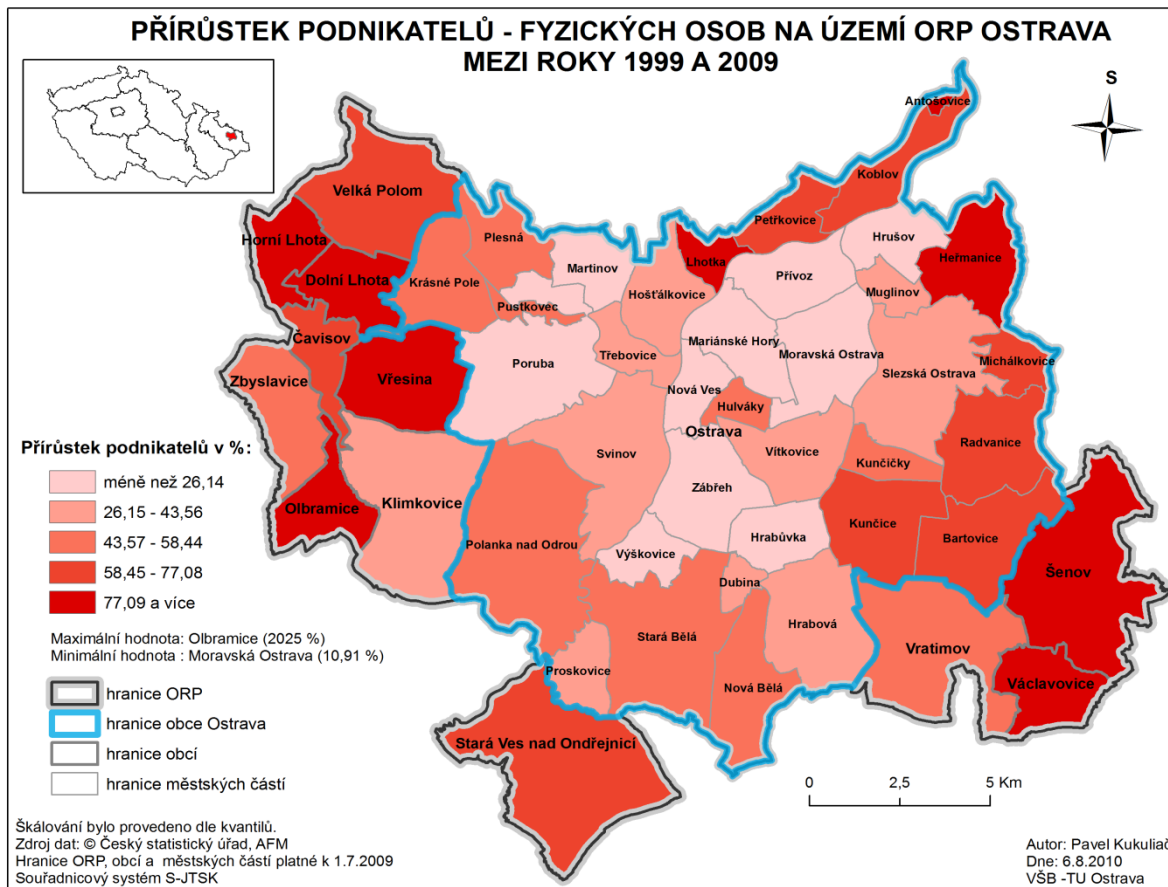 PŘÍRŮSTEK PODNIKATELŮ - FYZICKÝCH OSOB NA ÚZEMÍ ORP OSTRAVA
MEZI ROKY 1999 A 2009
S
Antošovice
Koblov
Velká Polom
Petřkovice
Plesná
Hrušov
Horní Lhota
Lhotka
Heřmanice
Martinov
Přívoz
Dolní Lhota
Krásné Pole
Hošťálkovice
Muglinov
Pustkovec
Čavisov
Mariánské Hory
Třebovice
Moravská Ostrava
Michálkovice
Poruba
Slezská Ostrava
Zbyslavice
Vřesina
Nová Ves
Hulváky
Ostrava
Radvanice
Svinov
Vítkovice
Kunčičky
Zábřeh
Olbramice
Klimkovice
Kunčice
Hrabůvka
Bartovice
Polanka nad Odrou
Výškovice
Šenov
Dubina
Hrabová
Stará Bělá
Vratimov
Proskovice
Nová Bělá
Václavovice
Stará Ves nad Ondřejnicí
Přírůstek podnikatelů v %:
méně než 26,14
26,15 - 43,56
43,57 - 58,44
58,45 - 77,08
77,09 a více
Maximální hodnota: Olbramice (2025 %)
Minimální hodnota : Moravská Ostrava (10,91 %)
hranice ORP
hranice obce Ostrava
hranice obcí
hranice městských částí
0 2,5 5 Km
Škálování bylo provedeno dle kvantilů.
Zdroj dat: © Český statistický úřad, AFM
Hranice ORP, obcí a městských částí platné k 1.7.2009
Souřadnicový systém S-JTSK
Autor: Pavel Kukuliač
Dne: 6.8.2010
VŠB -TU Ostrava